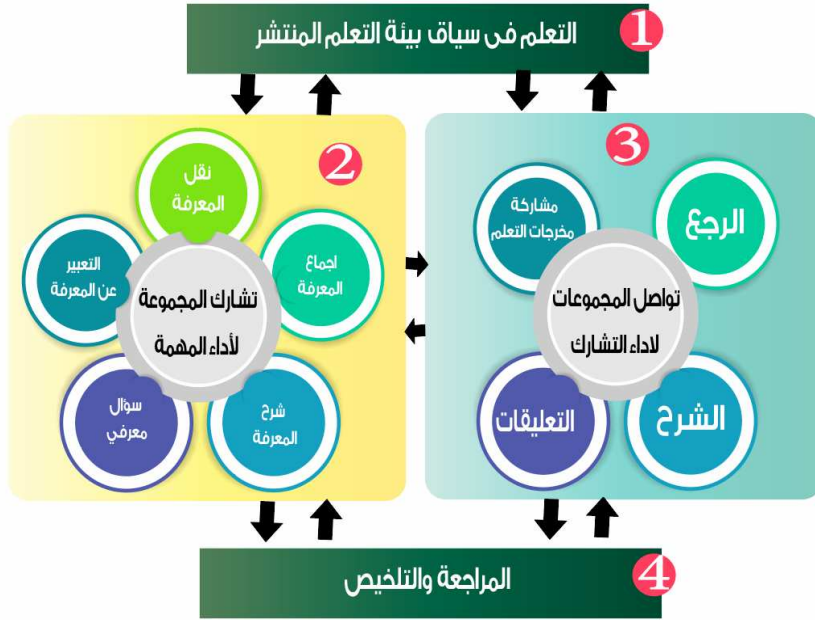 التعلم فى سياق بيئة التعلم المنتشر
1
2
نقل
المعرفة
اجماع
المعرفة
التعبير
عن المعرفة
تشارك المجموعة
لأداء المهمة
سؤال
معرفي
شرح
المعرفة
3
الرجع
مشاركة
مخرجات التعلم
تواصل المجموعات
لاداء التشارك
الشرح
التعليقات
المراجعة والتلخيص
4